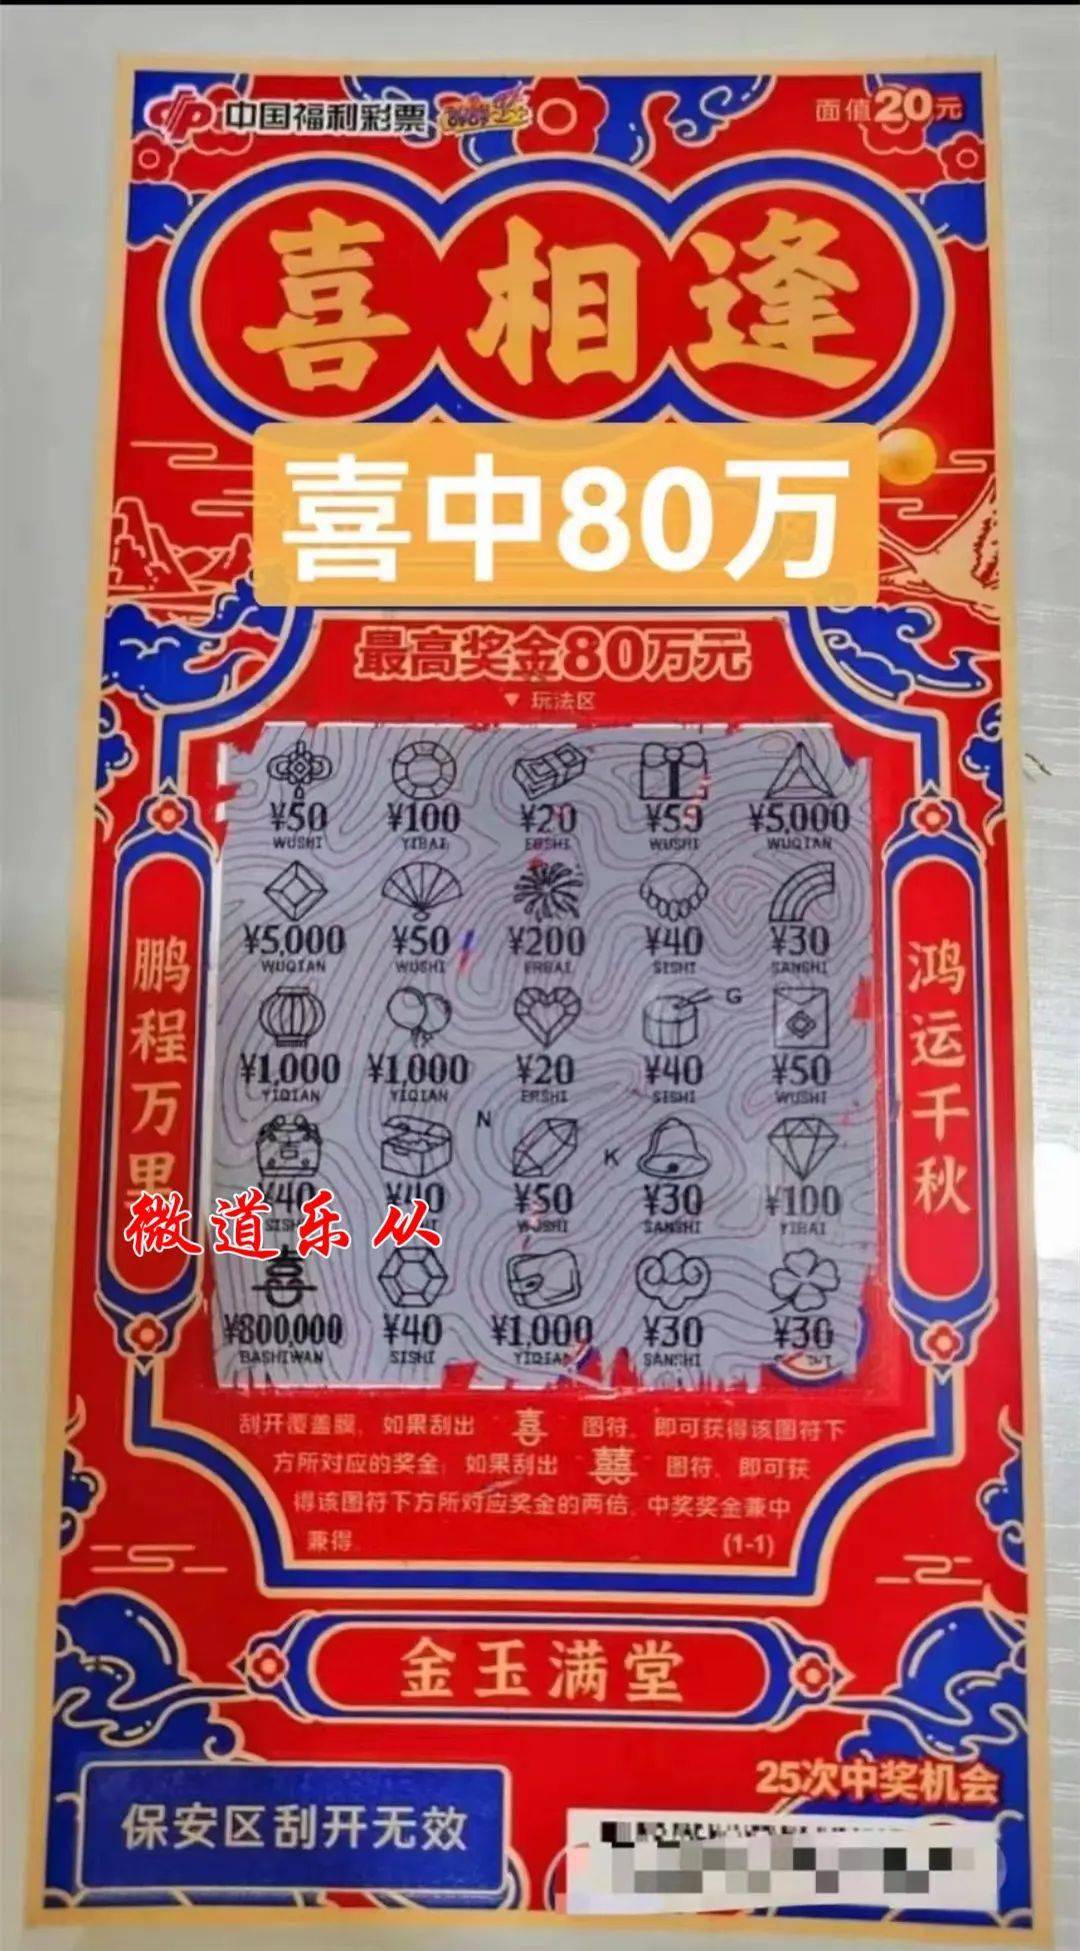 中国福利彩票 刮刮乐
面值20元
喜相逢
喜中80万
最高奖金80万元
▼玩法区
¥50 ¥100 ¥20 ¥50 ¥5,000
WUSHI YIBAI ERSHI WUSHI WUQIAN
¥5,000 ¥50 ¥200 ¥40 ¥30
WUQIAN WUSHI ERBAI SISHI SANSHI
G
¥1,000 ¥1,000 ¥20 ¥40 ¥50
YIQIAN YIQIAN ERSHI SISHI WUSHI
N K
¥40 ¥40 ¥50 ¥30 ¥100
SISHI WUSHI SANSHI YIBAI
喜
¥800,000 ¥40 ¥1,000 ¥30 ¥30
BASHIWAN SISHI YIQIAN SANSHI
鹏程万里
鸿运千秋
微道乐从
刮开覆盖膜，如果刮出 喜 图符，即可获得该图符下
方所对应的奖金；如果刮出 囍 图符，即可获
得该图符下方所对应奖金的两倍，中奖奖金兼中
兼得。 (1-1)
金玉满堂
25次中奖机会
保安区刮开无效